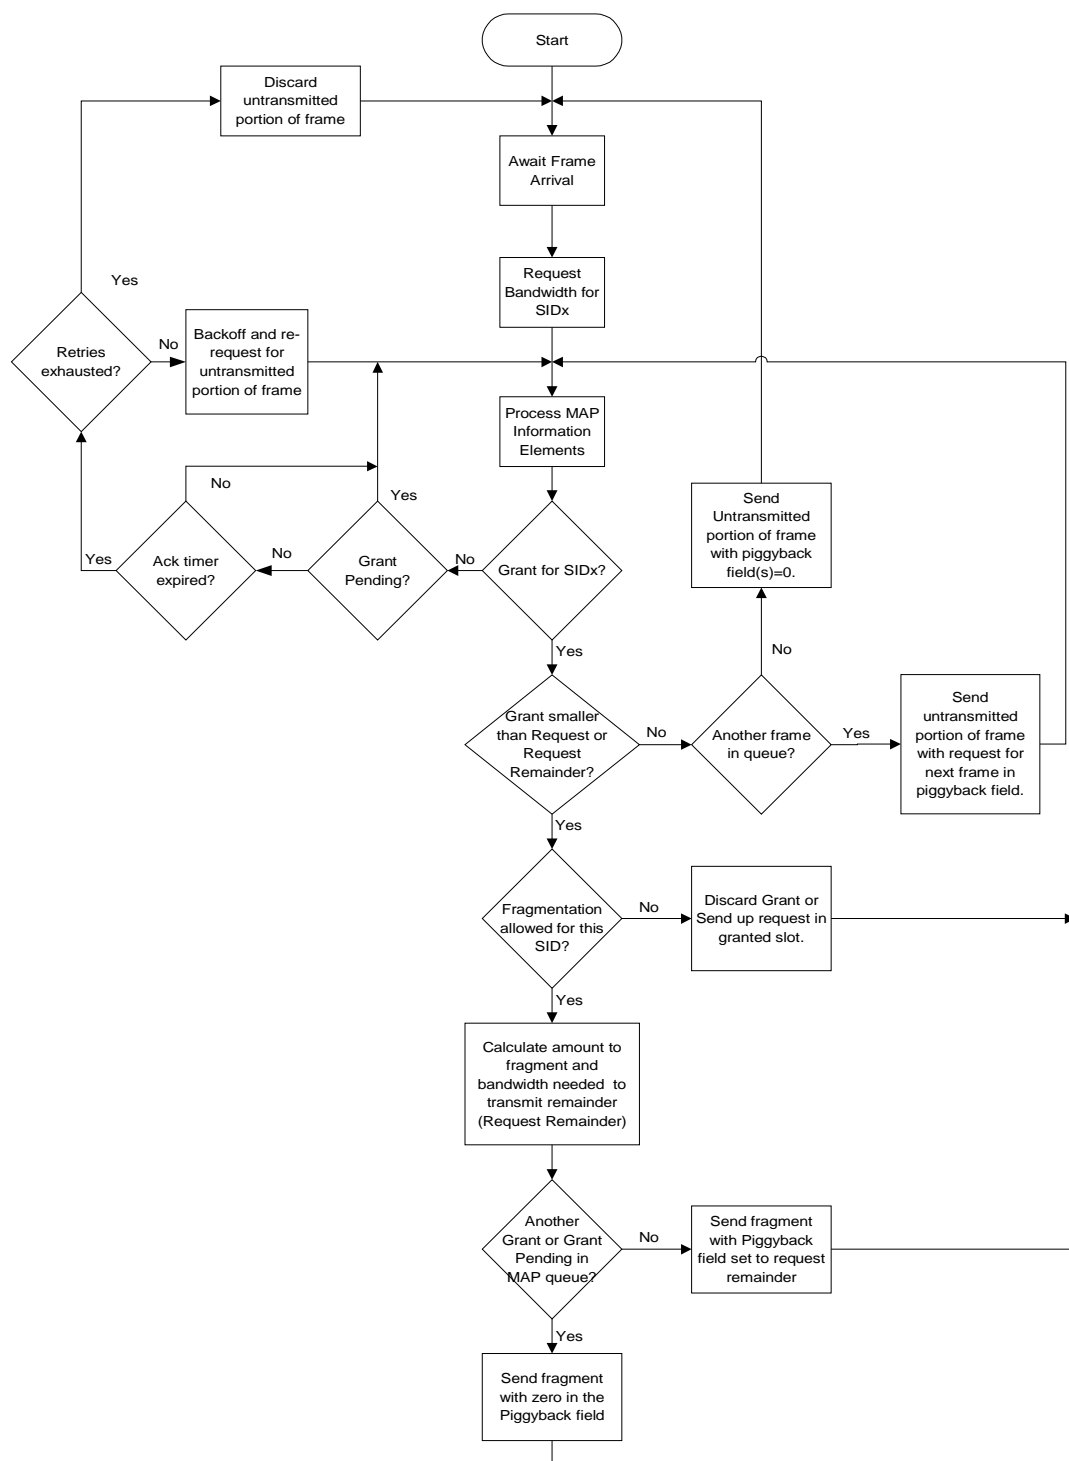 Start
Discard
untransmitted
portion of frame
Await Frame
Arrival
Request
Bandwidth for
SIDx
Yes
Retries
exhausted?
No
Backoff and re-
request for
untransmitted
portion of frame
Process MAP
Information
Elements
No
Yes
Send
Untransmitted
portion of frame
with piggyback
field(s)=0.
Yes
Ack timer
expired?
No
Grant
Pending?
No
Grant for SIDx?
Yes
No
Grant smaller
than Request or
Request
Remainder?
No
Another frame
in queue?
Yes
Send
untransmitted
portion of frame
with request for
next frame in
piggyback field.
Yes
Fragmentation
allowed for this
SID?
No
Discard Grant or
Send up request in
granted slot.
Yes
Calculate amount to
fragment and
bandwidth needed to
transmit remainder
(Request Remainder)
Another
Grant or Grant
Pending in
MAP queue?
No
Send fragment
with Piggyback
field set to request
remainder
Yes
Send fragment
with zero in the
Piggyback field